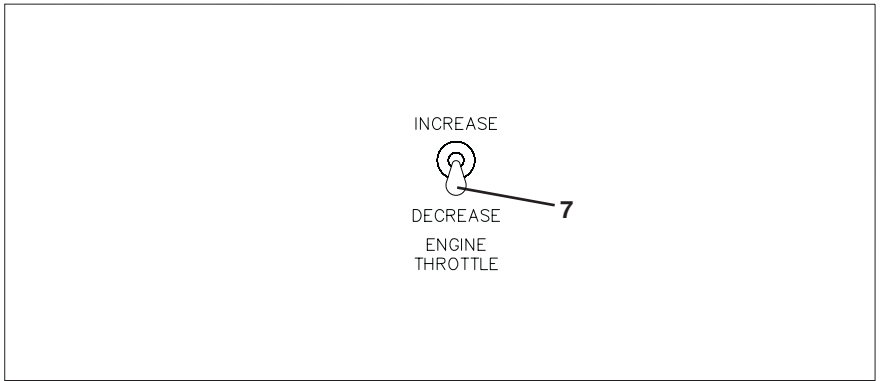 INCREASE
7
DECREASE
ENGINE
THROTTLE